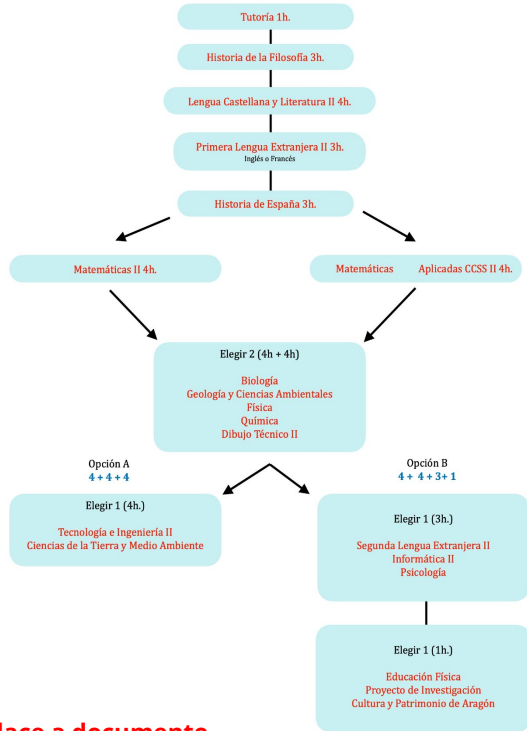 Tutoría 1h.
Historia de la Filosofía 3h.
Lengua Castellana y Literatura II 4h.
Primera Lengua Extranjera II 3h.
Inglés o Francés
Historia de España 3h.
Matemáticas II 4h.
Matemáticas Aplicadas CCSS II 4h.
Elegir 2 (4h + 4h)
Biología
Geología y Ciencias Ambientales
Física
Química
Dibujo Técnico II
Opción A
4 + 4 + 4
Elegir 1 (4h.)
Tecnología e Ingeniería II
Ciencias de la Tierra y Medio Ambiente
Opción B
4 + 4 + 3 + 1
Elegir 1 (3h.)
Segunda Lengua Extranjera II
Informática II
Psicología
Elegir 1 (1h.)
Educación Física
Proyecto de Investigación
Cultura y Patrimonio de Aragón
a documento